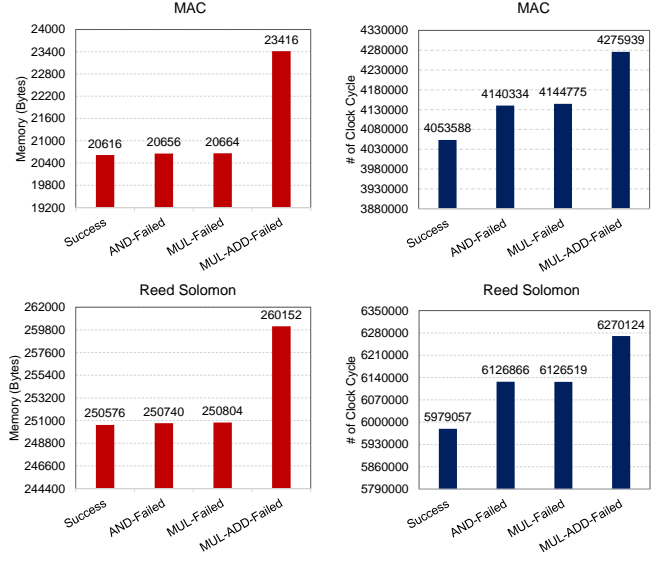 MAC
Memory (Bytes)
24000
23400
22800
22200
21600
21000
20400
19800
19200
20616
20656
20664
23416
Success
AND-Failed
MUL-Failed
MUL-ADD-Failed
MAC
# of Clock Cycle
4330000
4280000
4230000
4180000
4130000
4080000
4030000
3980000
3930000
3880000
4053588
4140334
4144775
4275939
Success
AND-Failed
MUL-Failed
MUL-ADD-Failed
Reed Solomon
Memory (Bytes)
262000
259800
257600
255400
253200
251000
248800
246600
244400
250576
250740
250804
260152
Success
AND-Failed
MUL-Failed
MUL-ADD-Failed
Reed Solomon
# of Clock Cycle
6350000
6280000
6210000
6140000
6070000
6000000
5930000
5860000
5790000
5979057
6126866
6126519
6270124
Success
AND-Failed
MUL-Failed
MUL-ADD-Failed